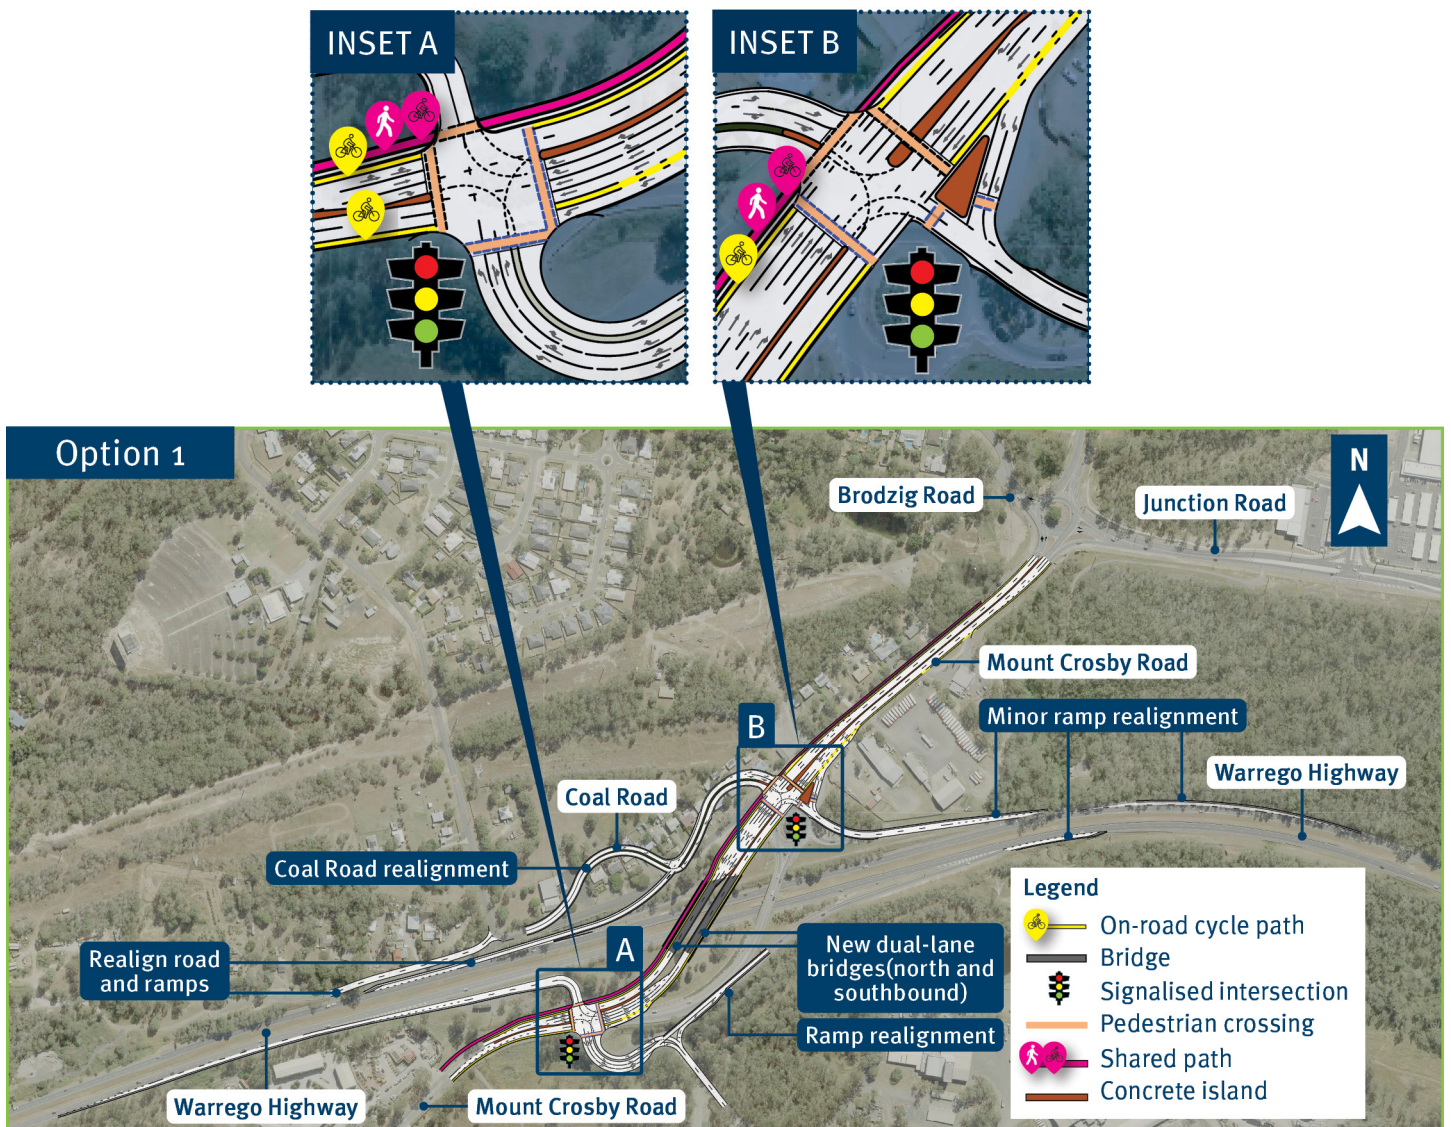 INSET A
INSET B
Option 1
N
Brodzig Road
Junction Road
Mount Crosby Road
Minor ramp realignment
B
Warrego Highway
Coal Road
Coal Road realignment
A
Realign road
and ramps
New dual-lane
bridges(north and
southbound)
Ramp realignment
Warrego Highway
Mount Crosby Road
Legend
On-road cycle path
Bridge
Signalised intersection
Pedestrian crossing
Shared path
Concrete island